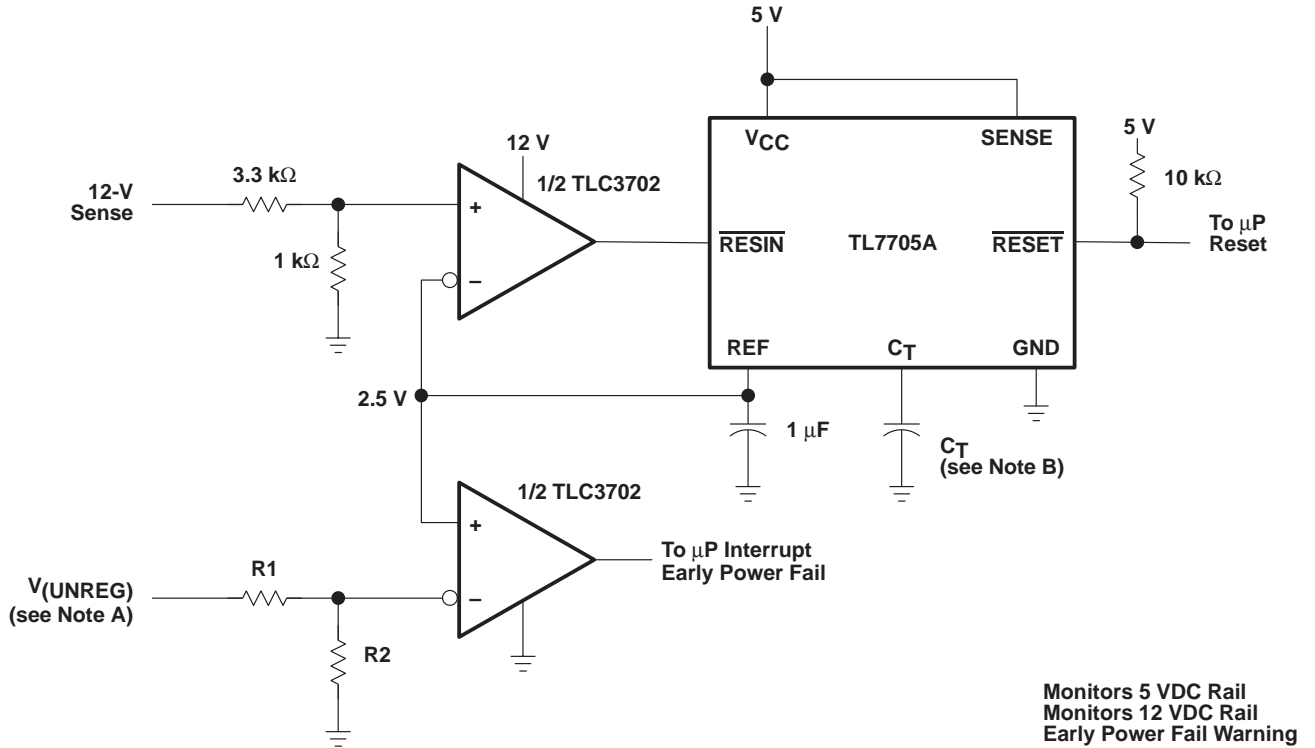 5 V
VCC
SENSE
5 V
10 kΩ
12 V
1/2 TLC3702
3.3 kΩ
12-V
Sense
+
1 kΩ
−
RESIN
TL7705A
RESET
To μP
Reset
REF
CT
GND
2.5 V
1 μF
CT
(see Note B)
1/2 TLC3702
+
To μP Interrupt
Early Power Fail
V(UNREG)
(see Note A)
R1
−
R2
Monitors 5 VDC Rail
Monitors 12 VDC Rail
Early Power Fail Warning